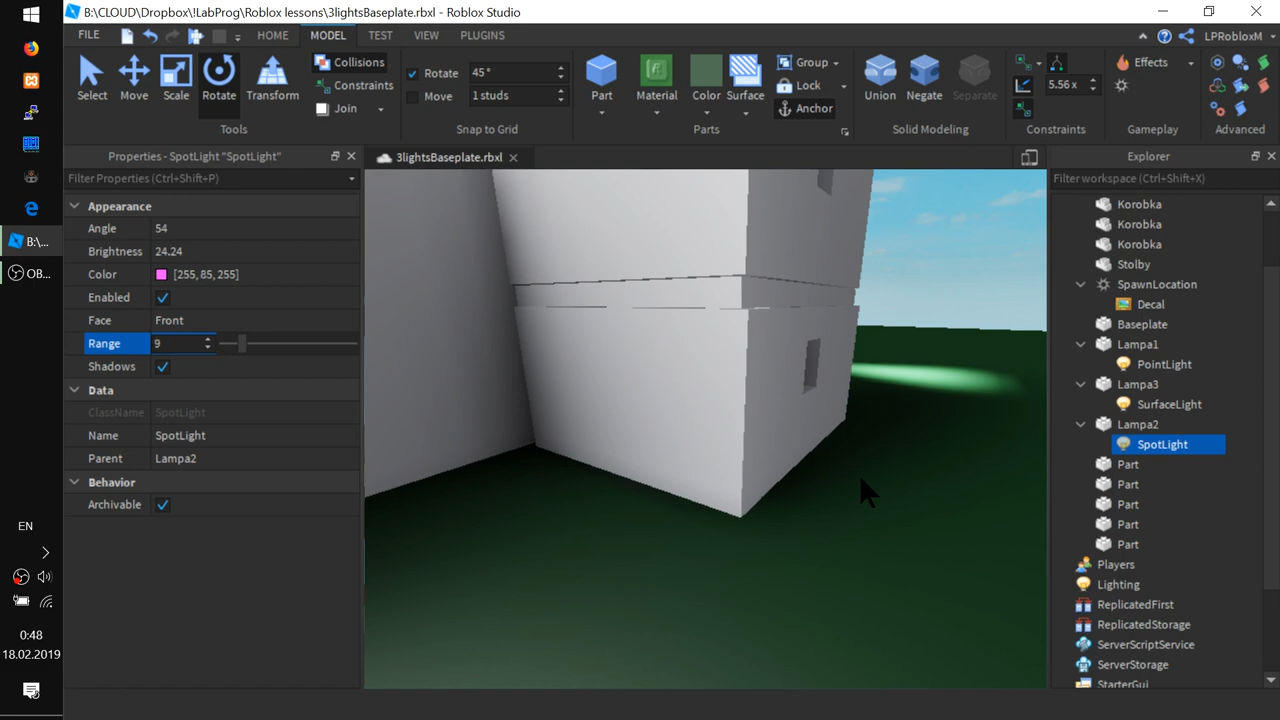 B:\CLOUD\Dropbox\!LabProg\Roblox lessons\3lightsBaseplate.rbxl - Roblox Studio
FILE HOME MODEL TEST VIEW PLUGINS LPRobloxM
Select Move Scale Rotate Transform
Collisions
Constraints
Join
Tools
Rotate 45°
Move 1 studs
Snap to Grid
Part Material Color Surface
Group
Lock
Anchor
Parts
Union Negate Separate
Solid Modeling
5.56 x
Constraints
Effects
Gameplay
Advanced
Properties - SpotLight "SpotLight"
Filter Properties (Ctrl+Shift+P)
Appearance
Angle 54
Brightness 24.24
Color [255, 85, 255]
Enabled
Face Front
Range 9
Shadows
Data
ClassName SpotLight
Name SpotLight
Parent Lampa2
Behavior
Archivable
3lightsBaseplate.rbxl
Explorer
Filter workspace (Ctrl+Shift+X)
Korobka
Korobka
Korobka
Stolby
SpawnLocation
Decal
Baseplate
Lampa1
PointLight
Lampa3
SurfaceLight
Lampa2
SpotLight
Part
Part
Part
Part
Part
Players
Lighting
ReplicatedFirst
ReplicatedStorage
ServerScriptService
ServerStorage
StarterGui
B:\...
OB...
EN
0:48
18.02.2019